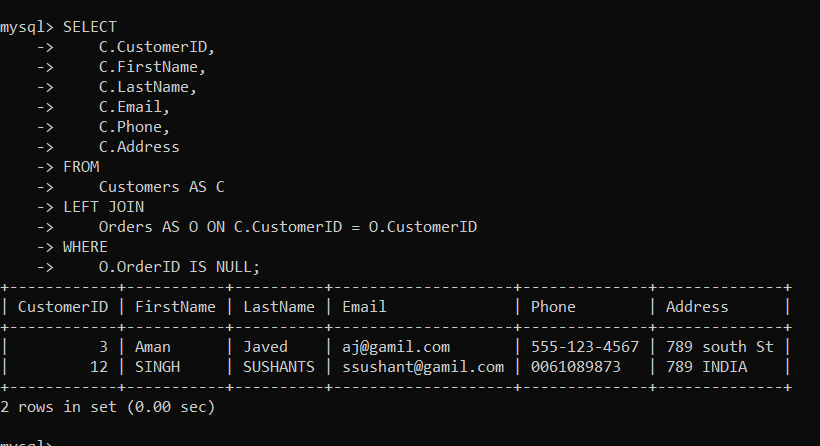 mysql> SELECT
    ->     C.CustomerID,
    ->     C.FirstName,
    ->     C.LastName,
    ->     C.Email,
    ->     C.Phone,
    ->     C.Address
    -> FROM
    ->     Customers AS C
    -> LEFT JOIN
    ->     Orders AS O ON C.CustomerID = O.CustomerID
    -> WHERE
    ->     O.OrderID IS NULL;
+------------+-----------+----------+--------------------+--------------+--------------+
| CustomerID | FirstName | LastName | Email              | Phone        | Address      |
+------------+-----------+----------+--------------------+--------------+--------------+
|          3 | Aman      | Javed    | aj@gamil.com       | 555-123-4567 | 789 south St |
|         12 | SINGH     | SUSHANTS | ssushant@gamil.com | 0061089873   | 789 INDIA    |
+------------+-----------+----------+--------------------+--------------+--------------+
2 rows in set (0.00 sec)
mysql>